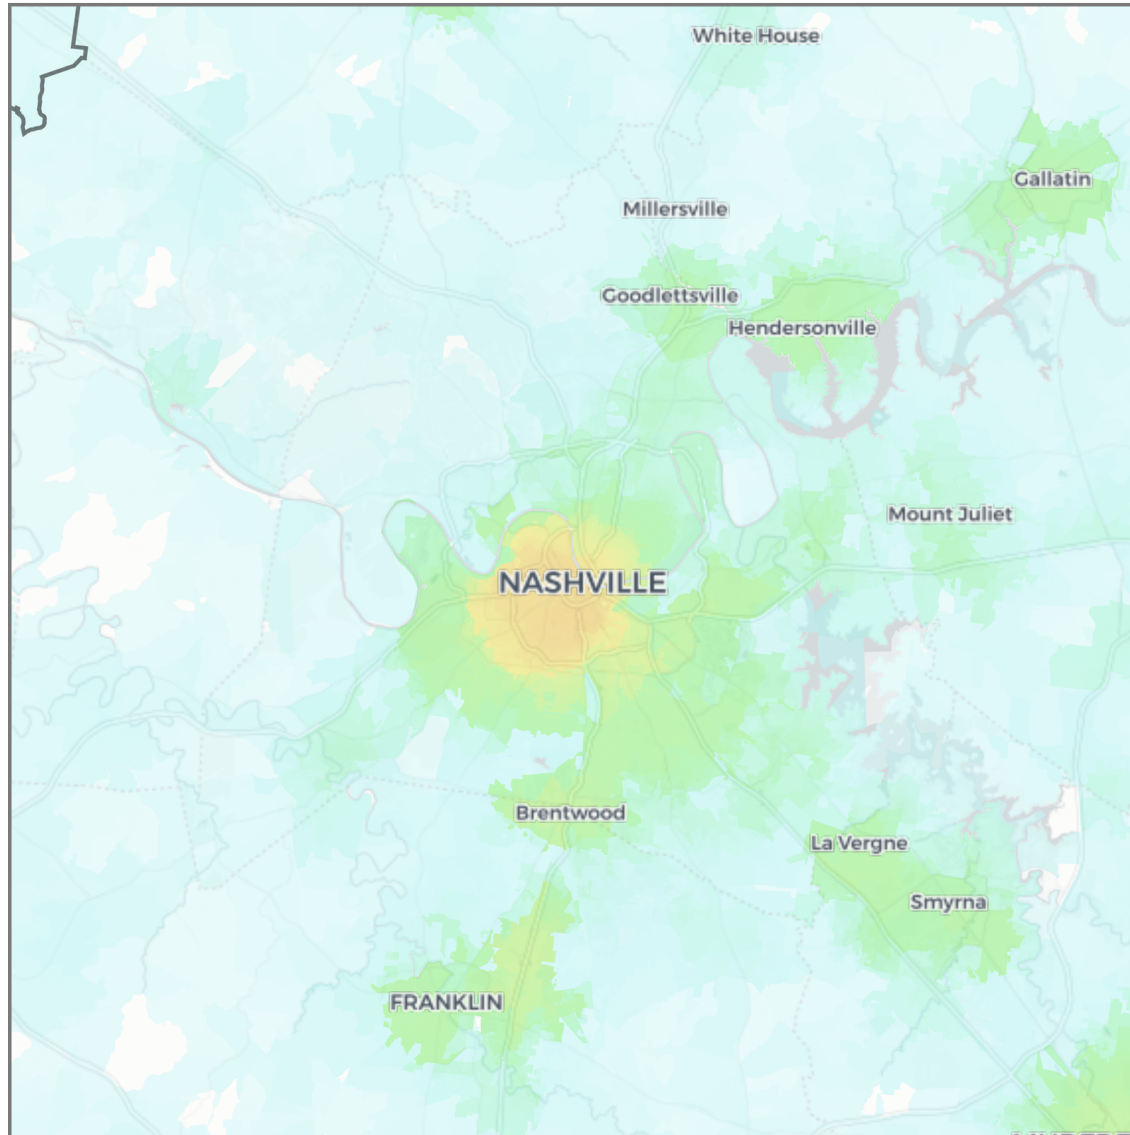 White House
Gallatin
Millersville
Goodlettsville
Hendersonville
Mount Juliet
NASHVILLE
Brentwood
La Vergne
Smyrna
FRANKLIN